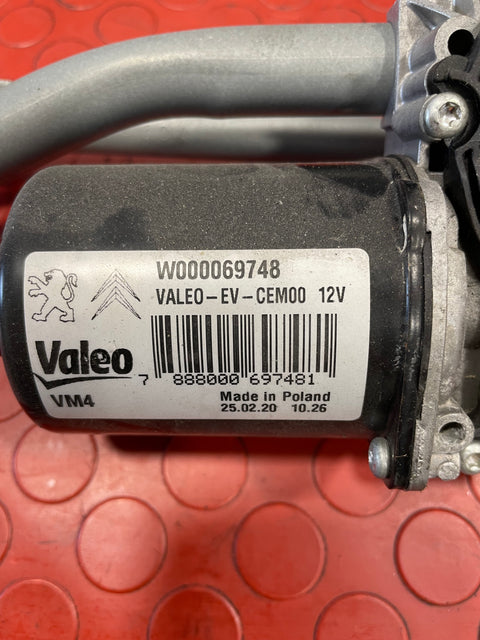 W000069748
VALEO-EV-CEM00 12V
Valeo
7 888000 697481
VM4
Made in Poland
25.02.20 10.26